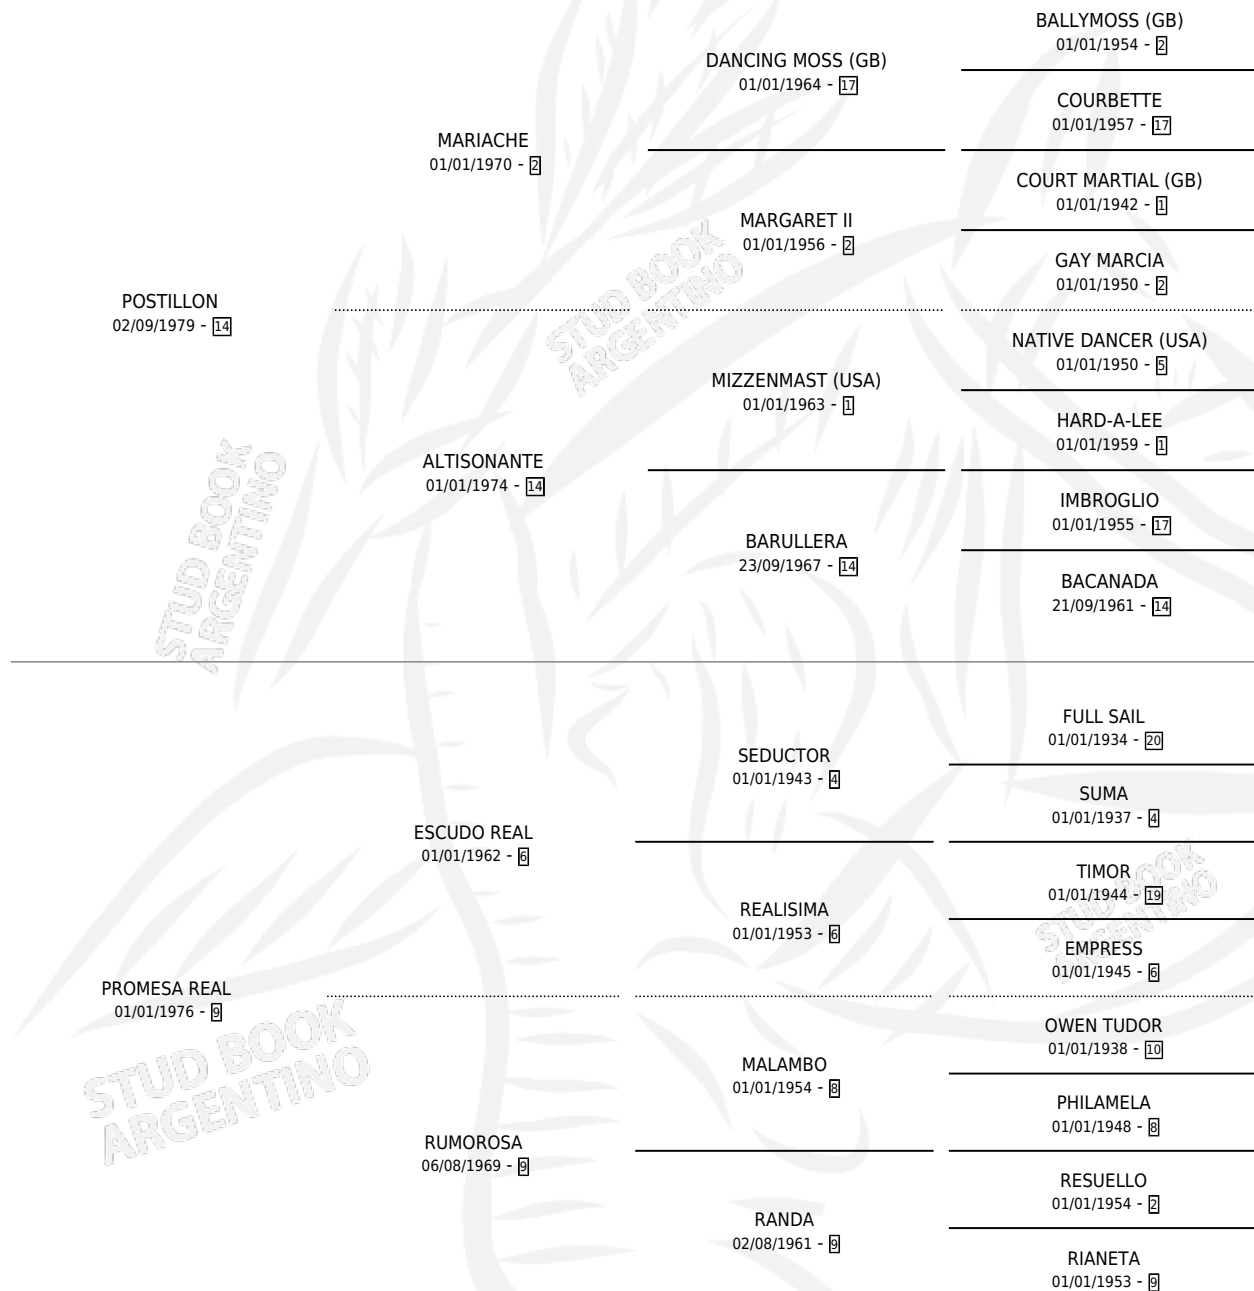 BALLYMOSS (GB)
01/01/1954 - 2
DANCING MOSS (GB)
01/01/1964 - 17
COURBETTE
01/01/1957 - 17
MARIACHE
01/01/1970 - 2
COURT MARTIAL (GB)
01/01/1942 - 1
MARGARET II
01/01/1956 - 2
GAY MARCIA
01/01/1950 - 2
POSTILLON
02/09/1979 - 14
STUD BOOK
ARGENTINO
NATIVE DANCER (USA)
01/01/1950 - 5
MIZZENMAST (USA)
01/01/1963 - 1
HARD-A-LEE
01/01/1959 - 1
ALTISONANTE
01/01/1974 - 14
IMBROGLIO
01/01/1955 - 17
BARULLERA
23/09/1967 - 14
BACANADA
21/09/1961 - 14
STUD BOOK
ARGENTINO
FULL SAIL
01/01/1934 - 20
SEDUCTOR
01/01/1943 - 4
SUMA
01/01/1937 - 4
ESCUDO REAL
01/01/1962 - 6
TIMOR
01/01/1944 - 19
REALISIMA
01/01/1953 - 6
EMPRESS
01/01/1945 - 6
STUD BOOK
ARGENTINO
PROMESA REAL
01/01/1976 - 9
OWEN TUDOR
01/01/1938 - 10
MALAMBO
01/01/1954 - 8
PHILAMELA
01/01/1948 - 8
STUD BOOK
ARGENTINO
RUMOROSA
06/08/1969 - 9
RESUELLO
01/01/1954 - 2
RANDA
02/08/1961 - 9
RIANETA
01/01/1953 - 9